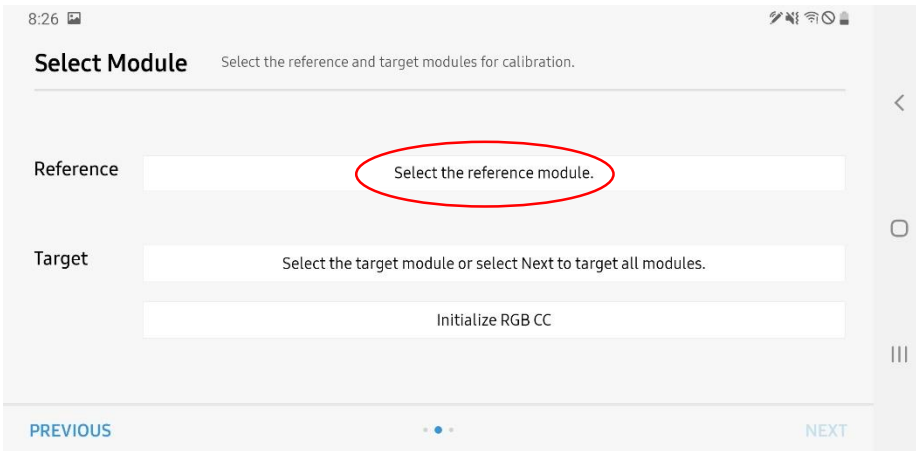 8:26
Select Module Select the reference and target modules for calibration.
Reference Select the reference module.
Target Select the target module or select Next to target all modules.
Initialize RGB CC
PREVIOUS NEXT